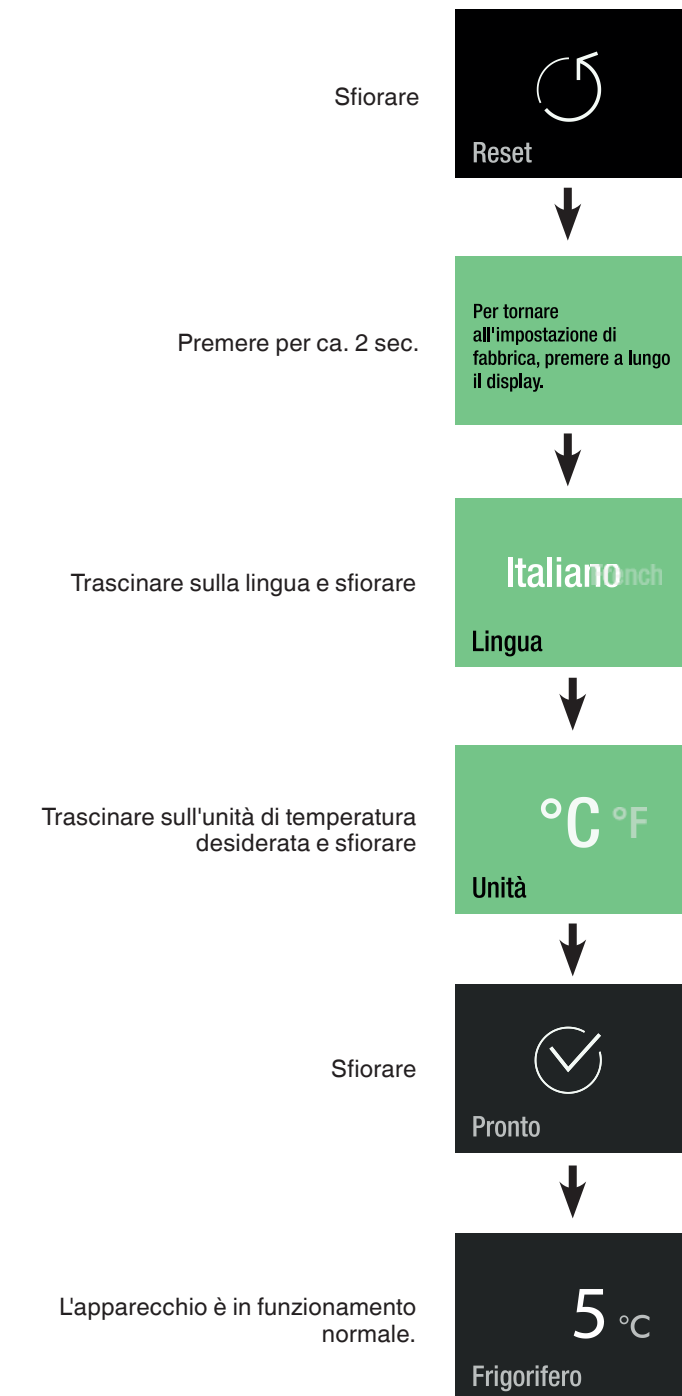 Sfiorare
Reset
Premere per ca. 2 sec.
Per tornare
all'impostazione di
fabbrica, premere a lungo
il display.
Trascinare sulla lingua e sfiorare
Italiano French
Lingua
Trascinare sull'unità di temperatura
desiderata e sfiorare
°C °F
Unità
Sfiorare
Pronto
L'apparecchio è in funzionamento
normale.
5 °C
Frigorifero